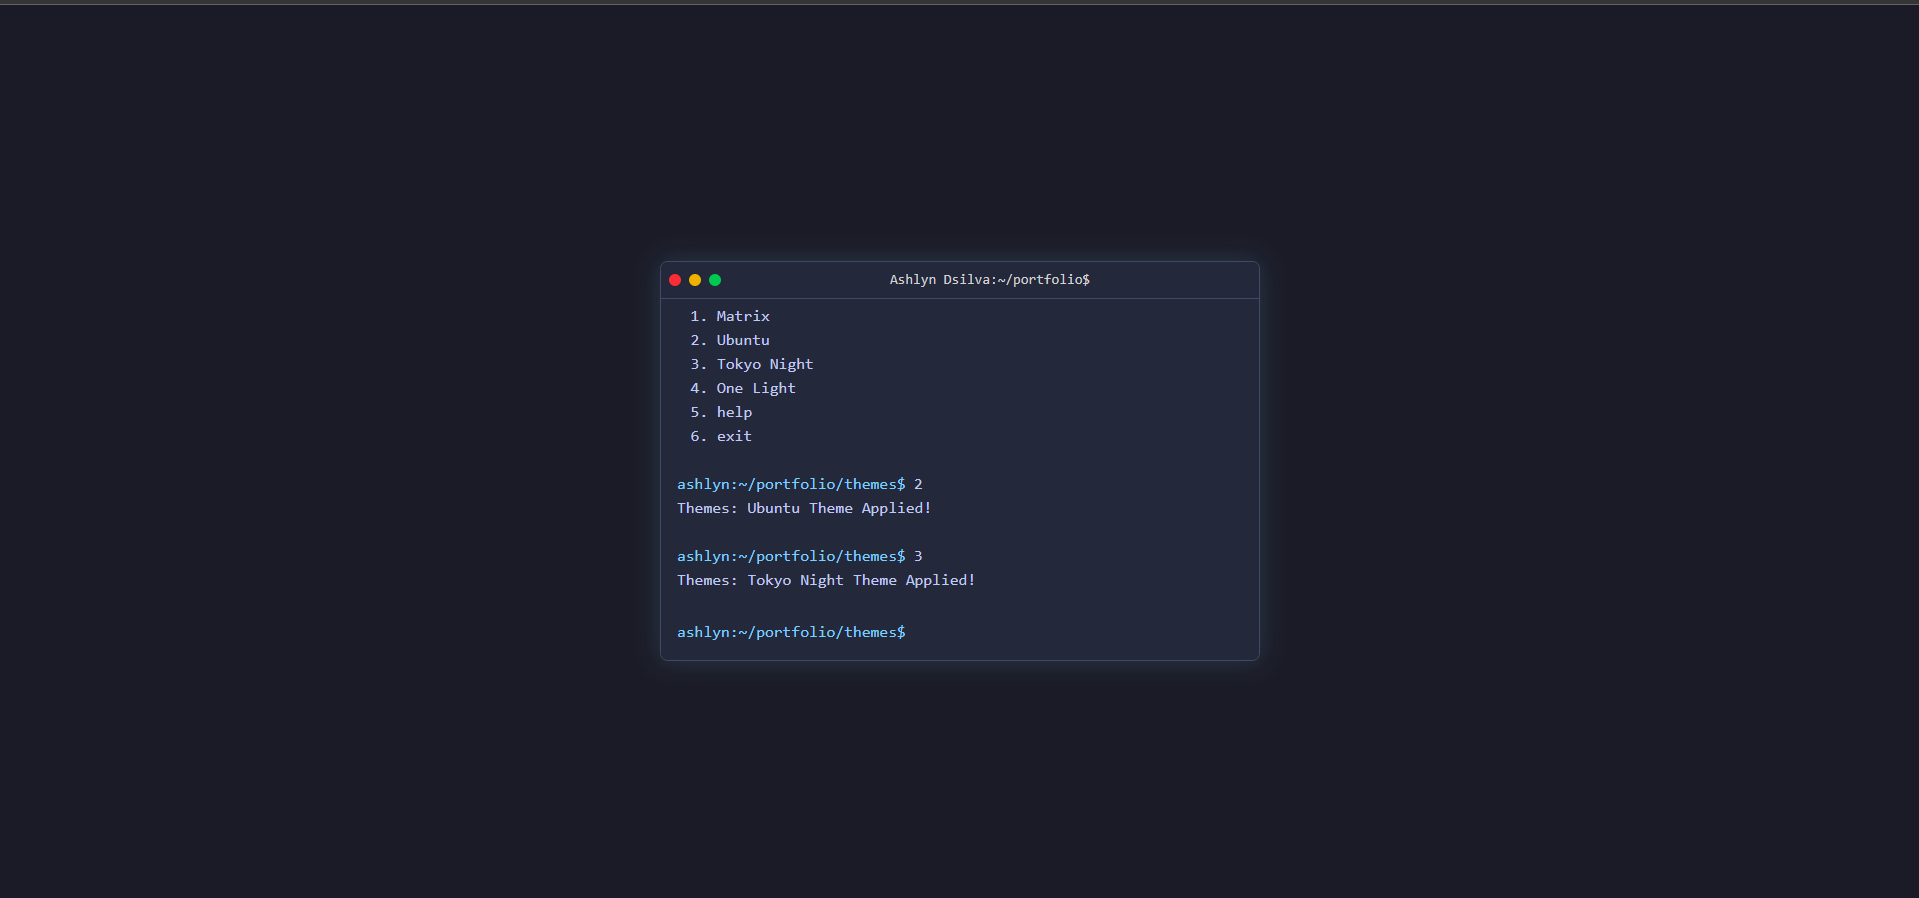 Ashlyn Dsilva:~/portfolio$
1. Matrix
2. Ubuntu
3. Tokyo Night
4. One Light
5. help
6. exit
ashlyn:~/portfolio/themes$ 2
Themes: Ubuntu Theme Applied!
ashlyn:~/portfolio/themes$ 3
Themes: Tokyo Night Theme Applied!
ashlyn:~/portfolio/themes$